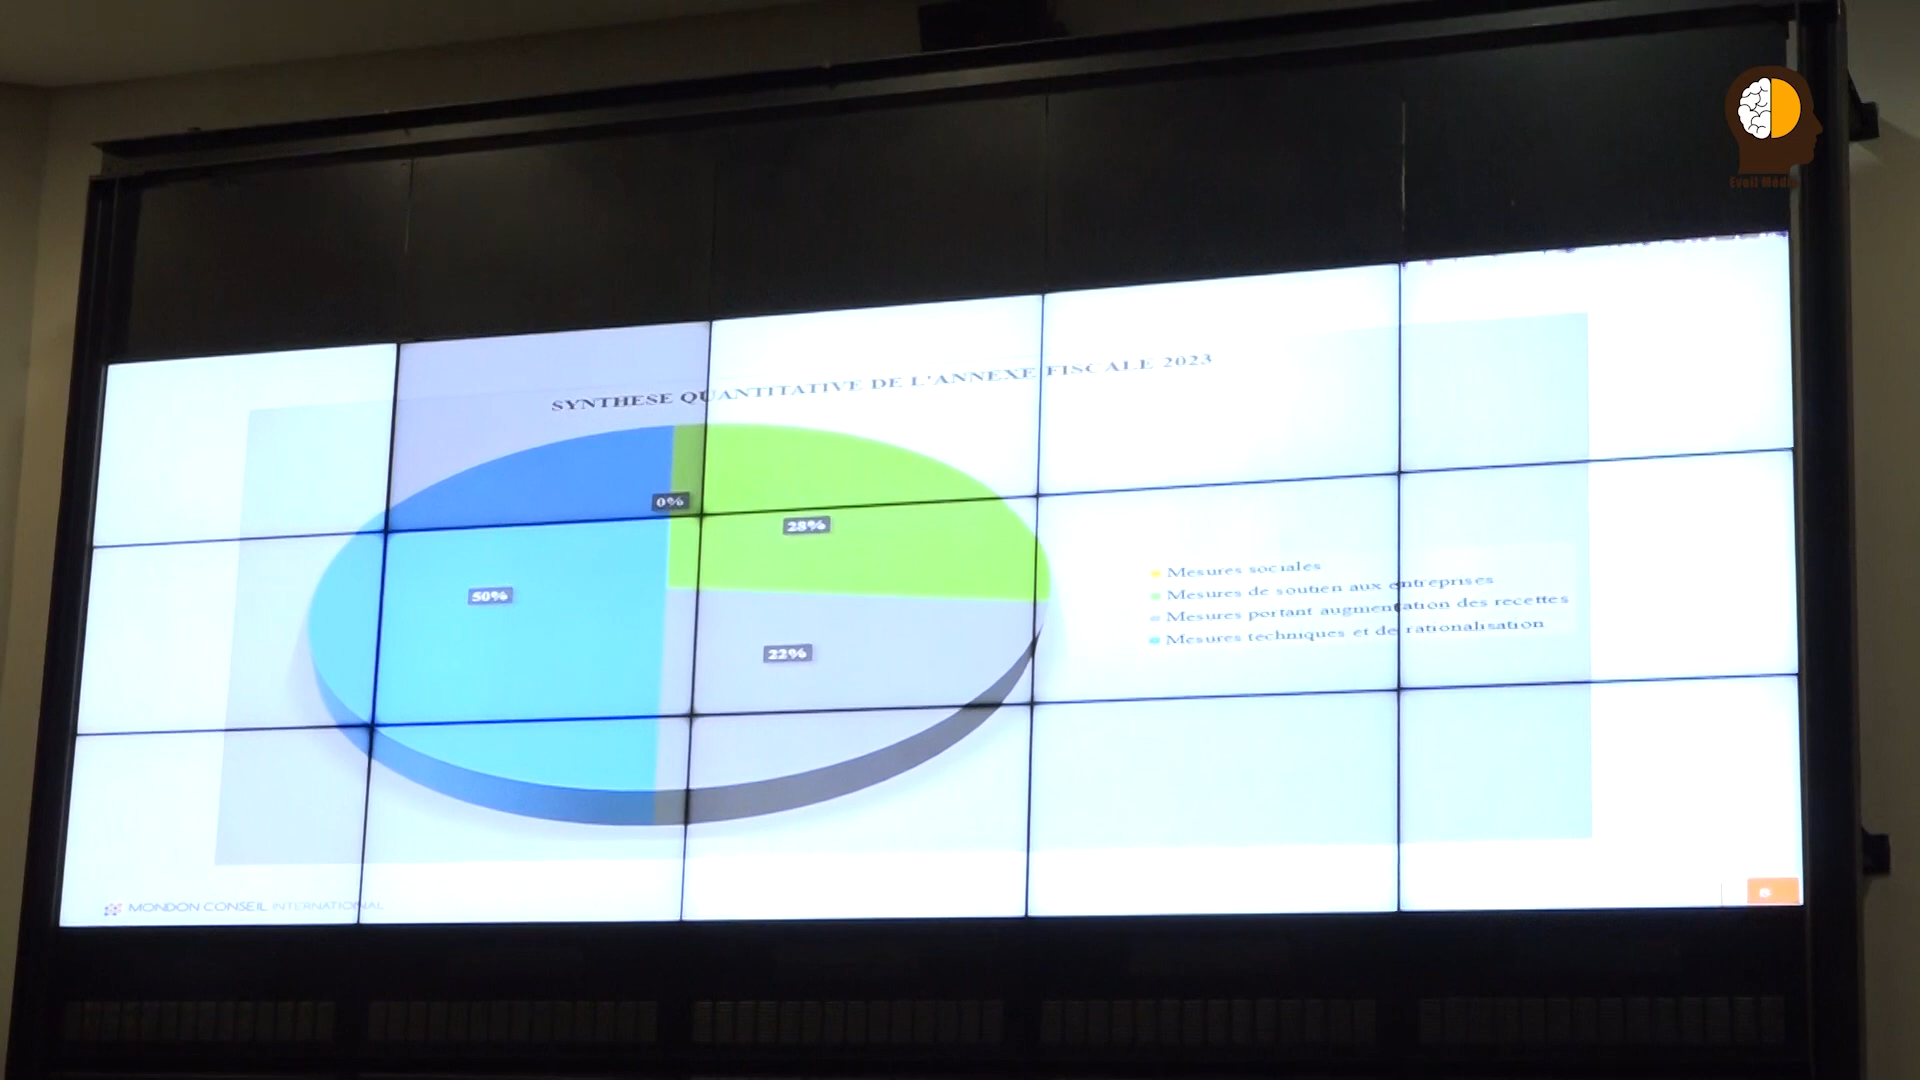 Eveil Média
SYNTHESE QUANTITATIVE DE L'ANNEXE FISCALE 2023
0%
28%
50%
22%
Mesures sociales
Mesures de soutien aux entreprises
Mesures portant augmentation des recettes
Mesures techniques et de rationalisation
MONDON CONSEIL INTERNATIONAL